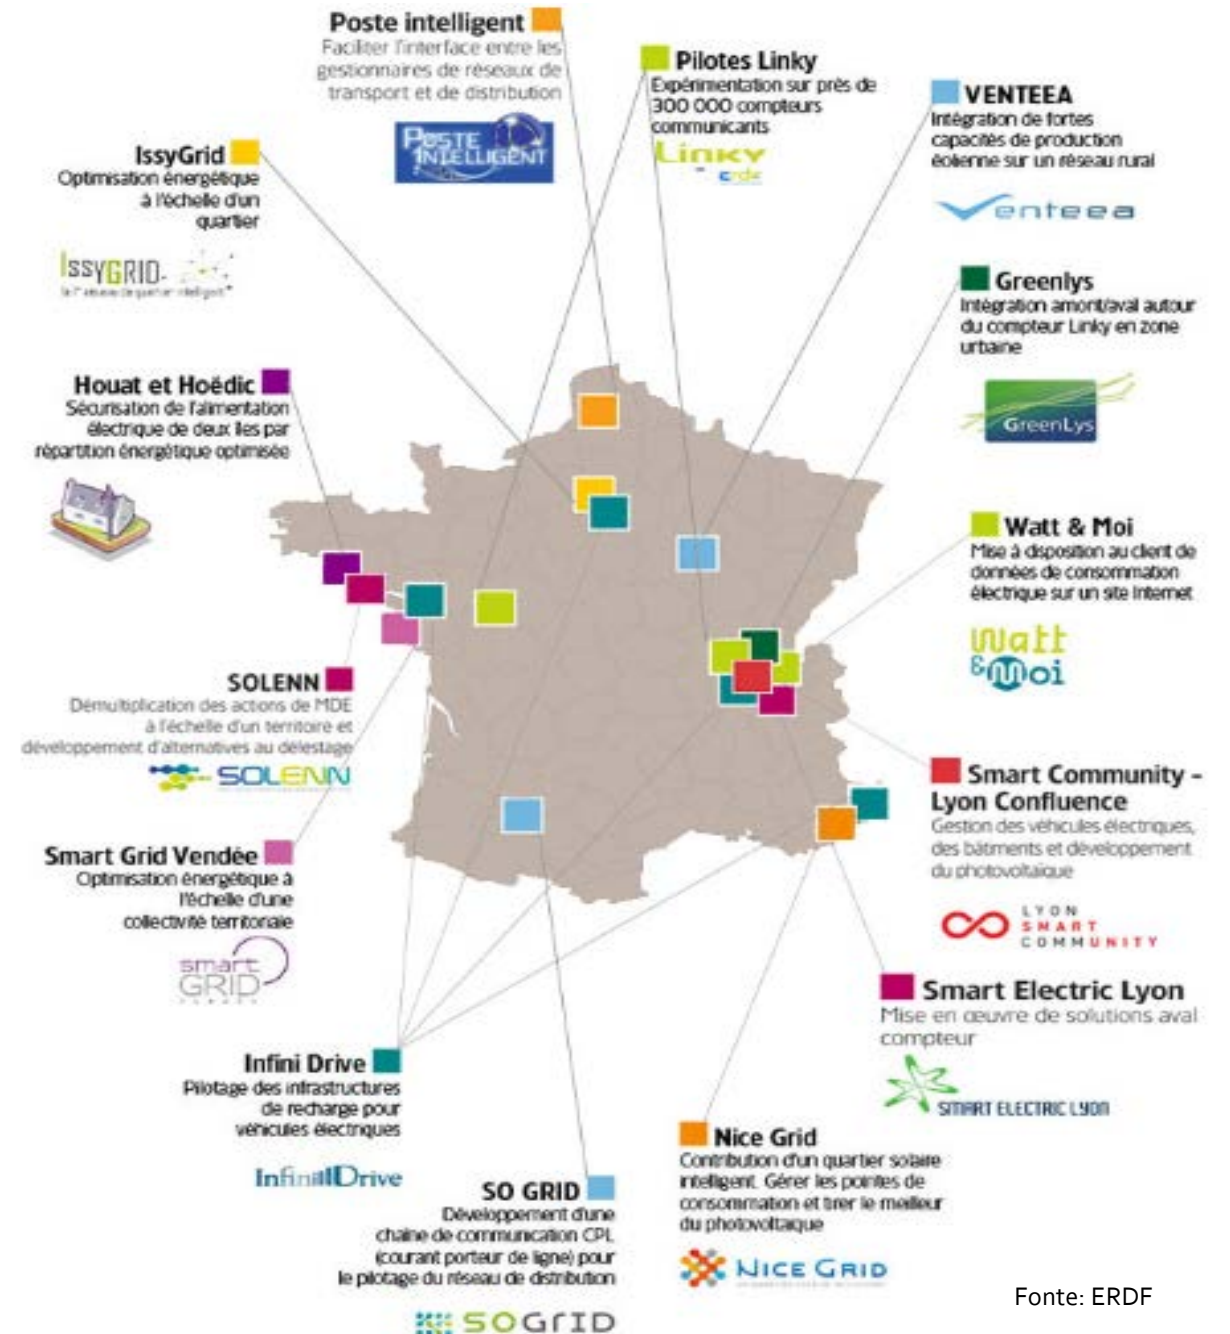 Poste intelligent
Faciliter l'interface entre les
gestionnaires de réseaux de
transport et de distribution
POSTE
INTELLIGENT
Pilotes Linky
Expérimentation sur près de
300 000 compteurs
communicants
Linky
erdf
VENTEEA
Intégration de fortes
capacités de production
éolienne sur un réseau rural
Venteea
IssyGrid
Optimisation énergétique
à l'échelle d'un
quartier
IssyGRID
Greenlys
Intégration amont/aval autour
du compteur Linky en zone
urbaine
GreenLys
Houat et Hoëdic
Sécurisation de l'alimentation
électrique de deux îles par
répartition énergétique optimisée
Watt & Moi
Mise à disposition au client de
données de consommation
électrique sur un site Internet
Watt
&Moi
SOLENN
Démultiplication des actions de MDE
à l'échelle d'un territoire et
développement d'alternatives au délestage
SOLENN
Smart Community -
Lyon Confluence
Gestion des véhicules électriques,
des bâtiments et développement
du photovoltaïque
LYON
SMART
COMMUNITY
Smart Grid Vendée
Optimisation énergétique à
l'échelle d'une
collectivité territoriale
smart
GRID
Smart Electric Lyon
Mise en œuvre de solutions aval
compteur
SMART ELECTRIC LYON
Infini Drive
Pilotage des infrastructures
de recharge pour
véhicules électriques
InfiniDrive
Nice Grid
Contribution d'un quartier solaire
intelligent. Gérer les pointes de
consommation et tirer le meilleur
du photovoltaïque
NICE GRID
SO GRID
Développement d'une
chaîne de communication CPL
(courant porteur de ligne) pour
le pilotage du réseau de distribution
SOGrID
Fonte: ERDF